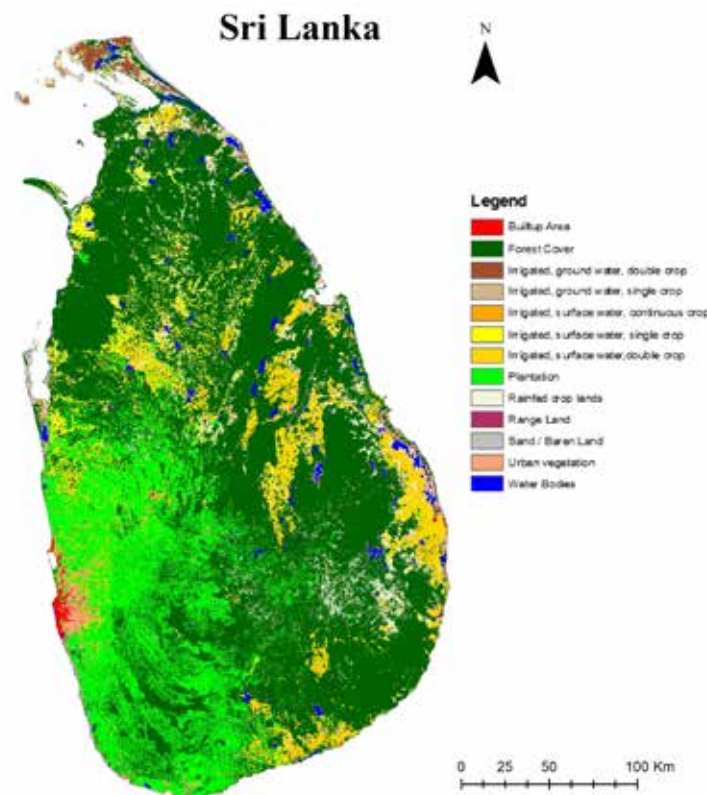 Sri Lanka
N
Legend
Builtup Area
Forest Cover
Irrigated, ground water, double crop
Irrigated, ground water, single crop
Irrigated, surface water, continuous crop
Irrigated, surface water, single crop
Irrigated, surface water,double crop
Plantation
Rainfed crop lands
Range Land
Sand / Baren Land
Urban vegetation
Water Bodies
0 25 50 100 Km